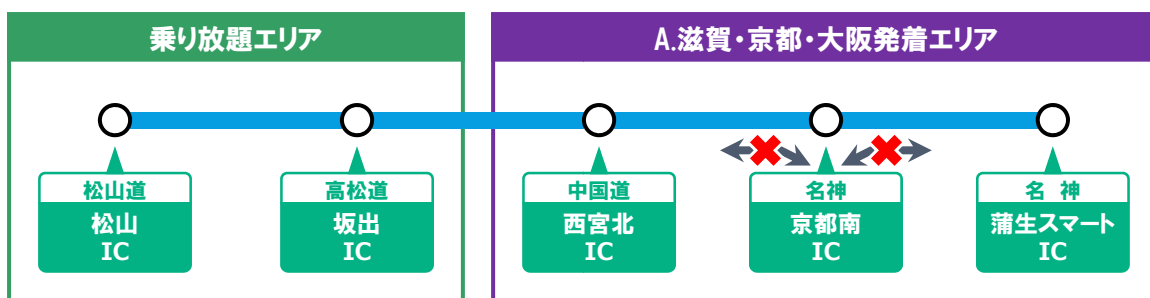 乗り放題エリア
A.滋賀・京都・大阪発着エリア
松山道
松山
IC
高松道
坂出
IC
中国道
西宮北
IC
名神
京都南
IC
名 神
蒲生スマート
IC